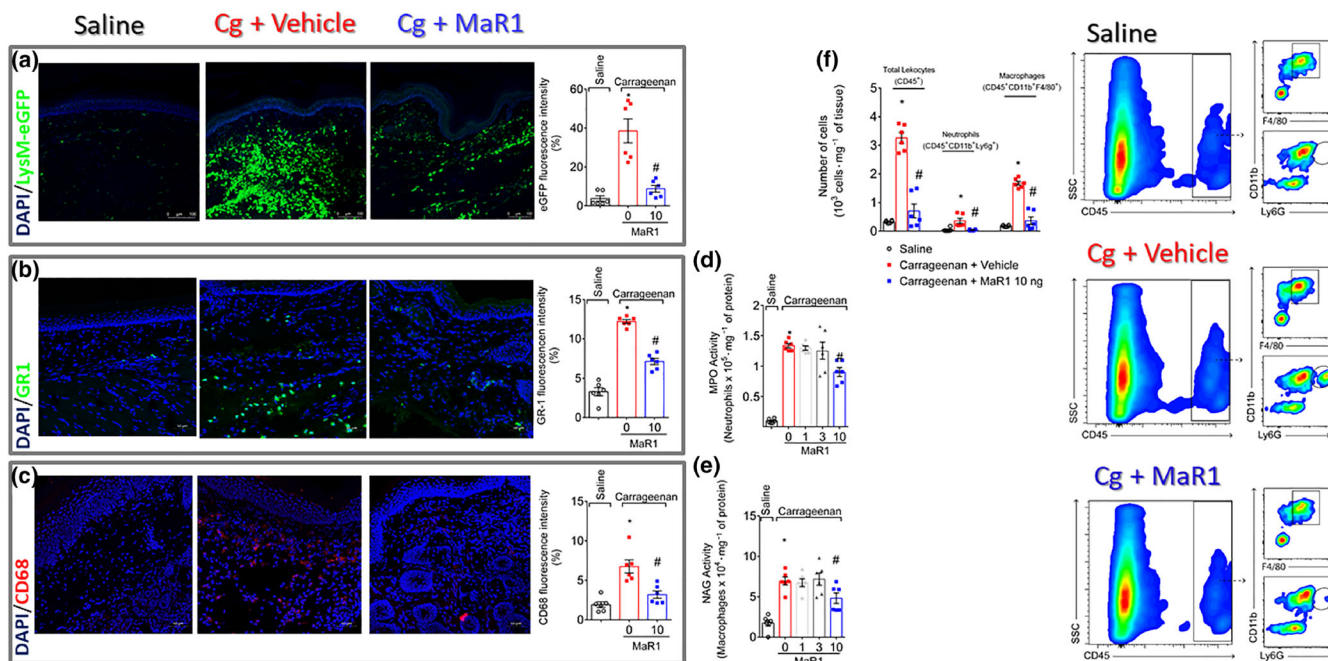 Saline
Cg + Vehicle
Cg + MaR1
(a)
DAPI/LysM-eGFP
eGFP fluorescence intensity
(%)
60
40
20
0
Saline
Carrageenan
*
#
0 10
MaR1
(b)
DAPI/GR1
GR-1 fluorescencen intensity
(%)
15
10
5
0
Saline
Carrageenan
*
#
0 10
MaR1
(c)
DAPI/CD68
CD68 fluorescence intensity
(%)
15
10
5
0
Saline
Carrageenan
*
#
0 10
MaR1
(d)
MPO Activity
(Neutrophils x 10⁵·mg⁻¹ of protein)
2
1.5
1
0.5
0
Saline
Carrageenan
*
#
0 1 3 10
MaR1
(e)
NAG Activity
(Macrophages x 10⁴·mg⁻¹ of protein)
15
10
5
0
Saline
Carrageenan
*
#
0 1 3 10
MaR1
(f)
Number of cells
(10³ cells·mg⁻¹ of tissue)
5
4
3
2
1
0
Total Lekocytes
(CD45⁺)
*
#
Neutrophils
(CD45⁺CD11b⁺Ly6g⁺)
*
#
Macrophages
(CD45⁺CD11b⁺F4/80⁺)
*
#
Saline
Carrageenan + Vehicle
Carrageenan + MaR1 10 ng
Saline
SSC
CD45
F4/80
CD11b
Ly6G
Cg + Vehicle
SSC
CD45
F4/80
CD11b
Ly6G
Cg + MaR1
SSC
CD45
F4/80
CD11b
Ly6G